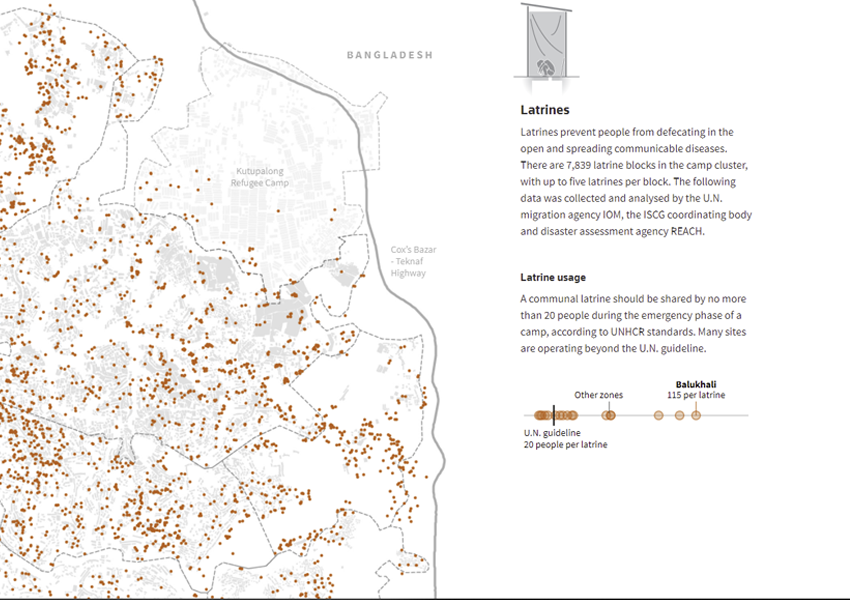 BANGLADESH
Kutupalong
Refugee Camp
Cox's Bazar
- Teknaf
Highway
Latrines
Latrines prevent people from defecating in the
open and spreading communicable diseases.
There are 7,839 latrine blocks in the camp cluster,
with up to five latrines per block. The following
data was collected and analysed by the U.N.
migration agency IOM, the ISCG coordinating body
and disaster assessment agency REACH.
Latrine usage
A communal latrine should be shared by no more
than 20 people during the emergency phase of a
camp, according to UNHCR standards. Many sites
are operating beyond the U.N. guideline.
Balukhali
Other zones
115 per latrine
U.N. guideline
20 people per latrine